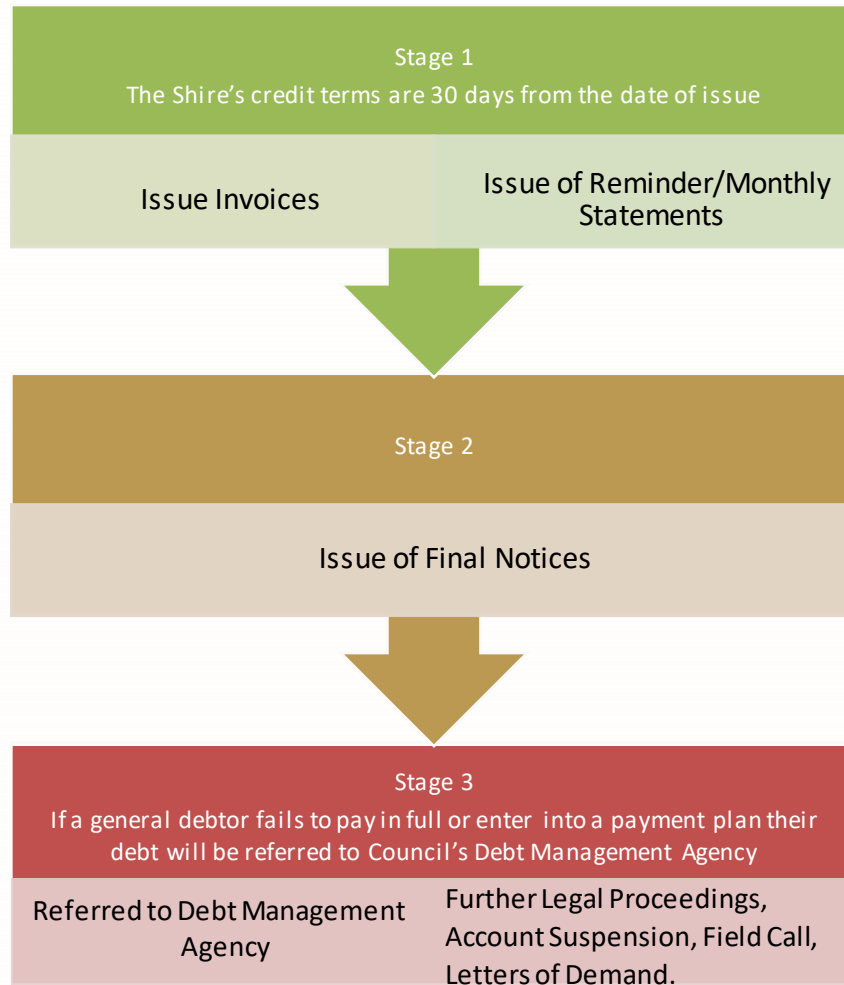 Stage 1
The Shire's credit terms are 30 days from the date of issue
Issue Invoices
Issue of Reminder/Monthly
Statements
Stage 2
Issue of Final Notices
Stage 3
If a general debtor fails to pay in full or enter into a payment plan their
debt will be referred to Council's Debt Management Agency
Referred to Debt Management
Agency
Further Legal Proceedings,
Account Suspension, Field Call,
Letters of Demand.